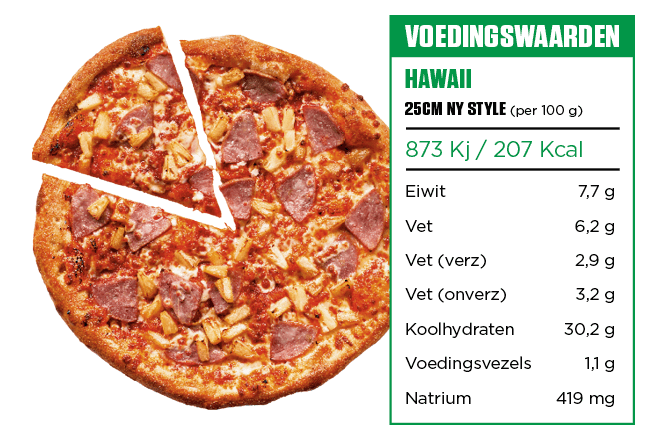 VOEDINGSWAARDEN
HAWAII
25CM NY STYLE (per 100 g)
873 Kj / 207 Kcal
Eiwit 7,7 g
Vet 6,2 g
Vet (verz) 2,9 g
Vet (onverz) 3,2 g
Koolhydraten 30,2 g
Voedingsvezels 1,1 g
Natrium 419 mg